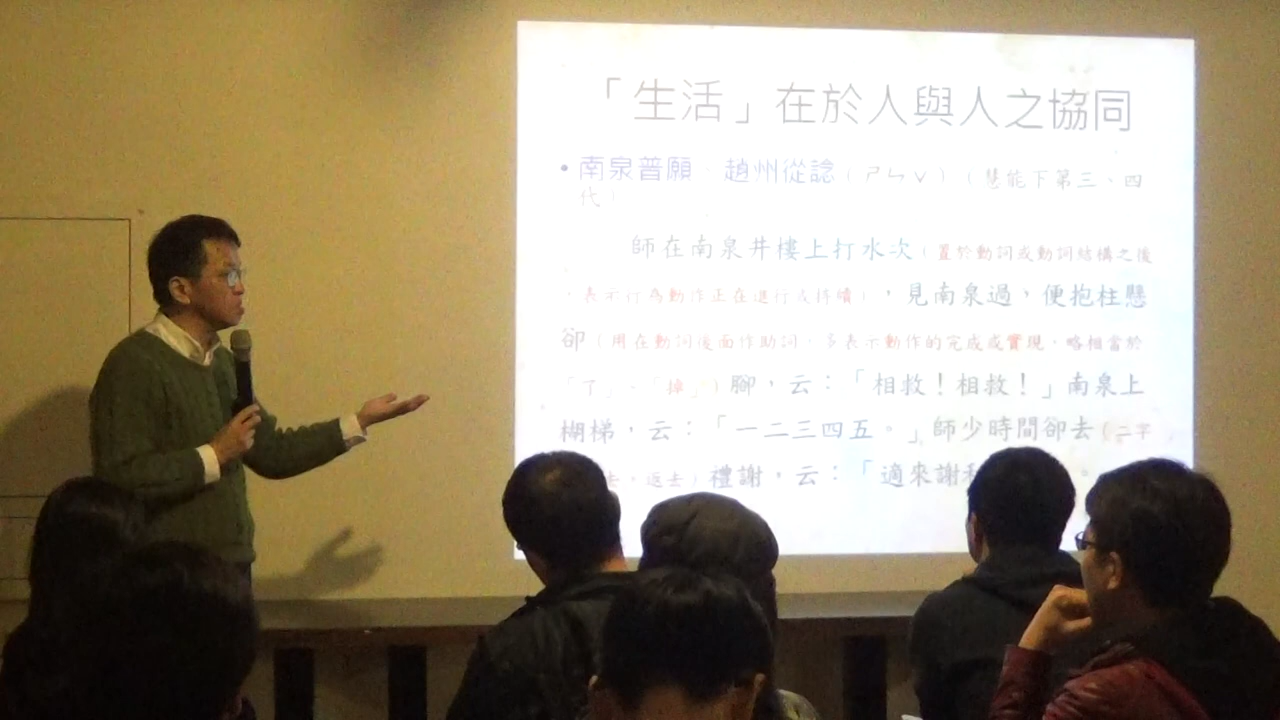 「生活」在於人與人之協同
• 南泉普願、趙州從諗（ㄕㄣˇ）（慧能下第三、四
代）
師在南泉井樓上打水次（置於動詞或動詞結構之後
，表示行為動作正在進行或持續），見南泉過，便抱柱懸
卻（用在動詞後面作助詞，多表示動作的完成或實現，略相當於
「了」、「掉」）腳，云：「相救！相救！」南泉上
楜梯，云：「一二三四五。」師少時間卻去（二字
去，返去）禮謝，云：「適來謝